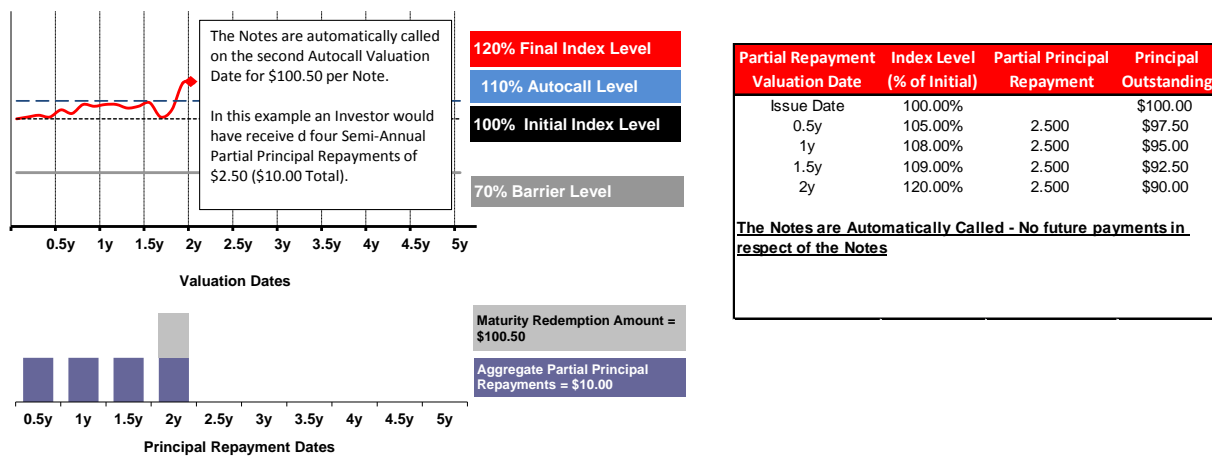 The Notes are automatically called
on the second Autocall Valuation
Date for $100.50 per Note.
In this example an Investor would
have receive d four Semi-Annual
Partial Principal Repayments of
$2.50 ($10.00 Total).
120% Final Index Level
110% Autocall Level
100% Initial Index Level
70% Barrier Level
0.5y 1y 1.5y 2y 2.5y 3y 3.5y 4y 4.5y 5y
Valuation Dates
Maturity Redemption Amount =
$100.50
Aggregate Partial Principal
Repayments = $10.00
0.5y 1y 1.5y 2y 2.5y 3y 3.5y 4y 4.5y 5y
Principal Repayment Dates
Partial Repayment Index Level Partial Principal Principal
Valuation Date (% of Initial) Repayment Outstanding
Issue Date 100.00% $100.00
0.5y 105.00% 2.500 $97.50
1y 108.00% 2.500 $95.00
1.5y 109.00% 2.500 $92.50
2y 120.00% 2.500 $90.00
The Notes are Automatically Called - No future payments in
respect of the Notes